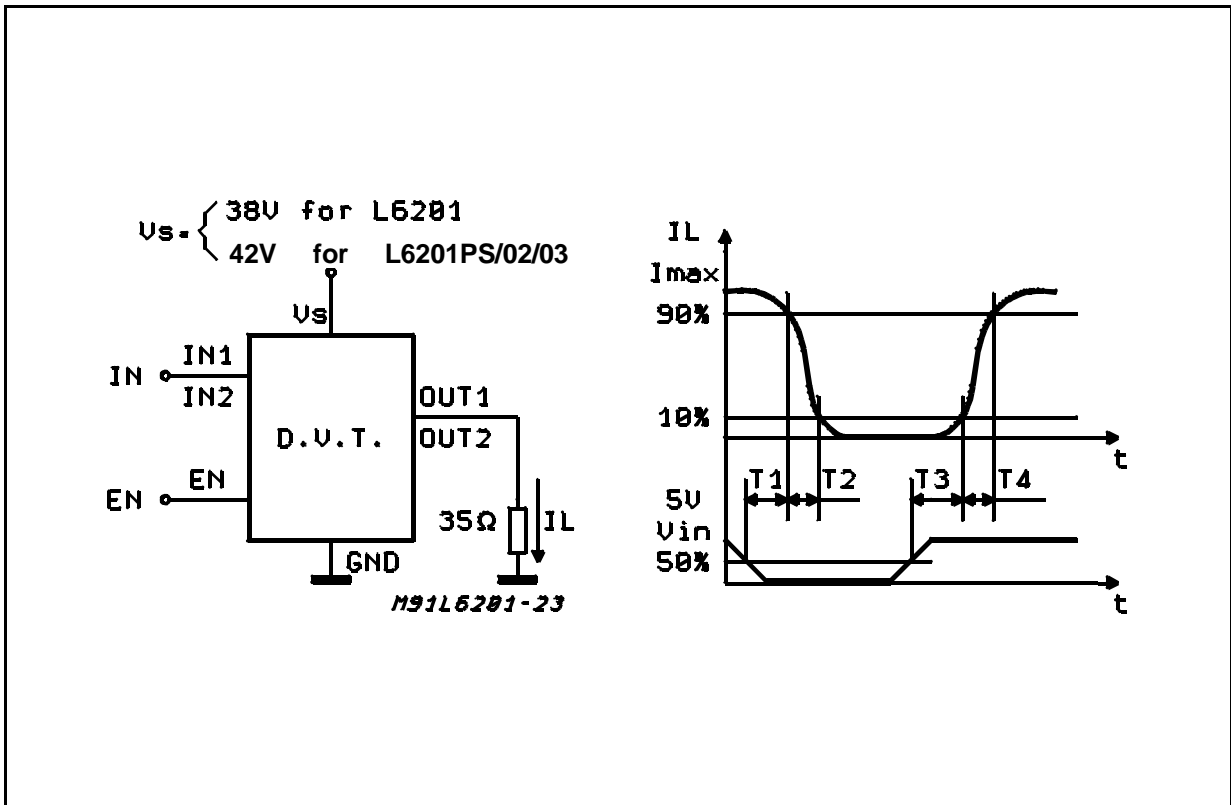 Vs= { 38V for L6201
42V for L6201PS/02/03
Vs
IN
IN1
IN2
EN
EN
D.V.T.
OUT1
OUT2
35Ω
IL
GND
M91L6201-23
IL
Imax
90%
10%
t
T1
T2
T3
T4
5V
Vin
50%
t